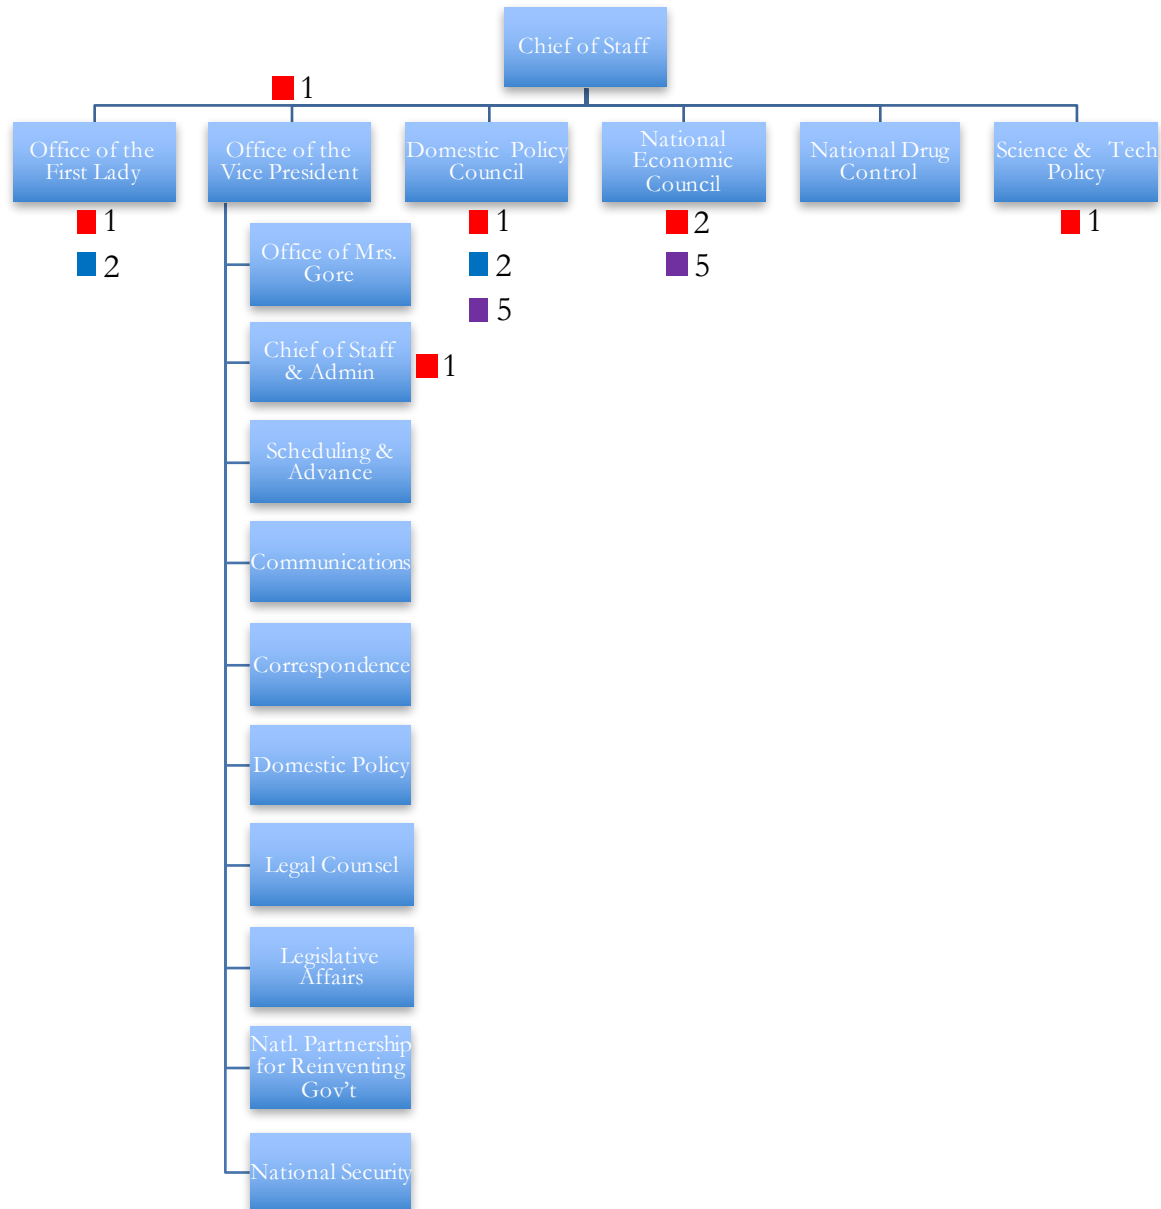 Chief of Staff
1
Office of the
First Lady
1
2
Office of the
Vice President
Domestic Policy
Council
1
2
5
National
Economic
Council
2
5
National Drug
Control
Science & Tech
Policy
1
Office of Mrs.
Gore
Chief of Staff
& Admin
1
Scheduling &
Advance
Communications
Correspondence
Domestic Policy
Legal Counsel
Legislative
Affairs
Natl. Partnership
for Reinventing
Gov't
National Security